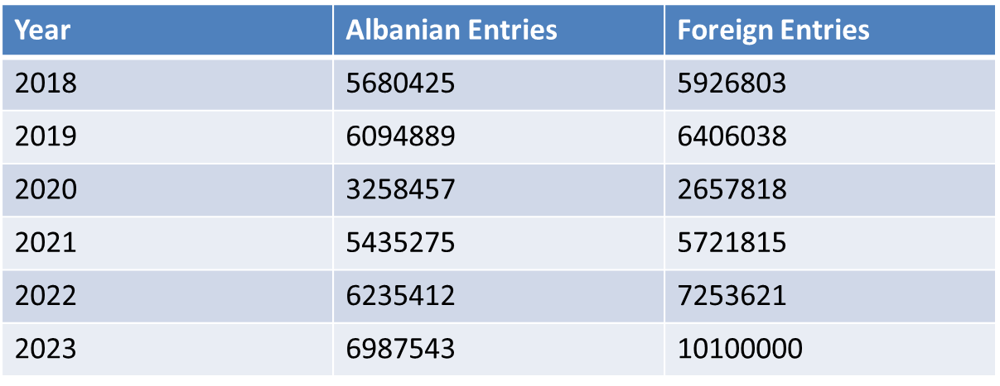 Year Albanian Entries Foreign Entries
2018 5680425 5926803
2019 6094889 6406038
2020 3258457 2657818
2021 5435275 5721815
2022 6235412 7253621
2023 6987543 10100000